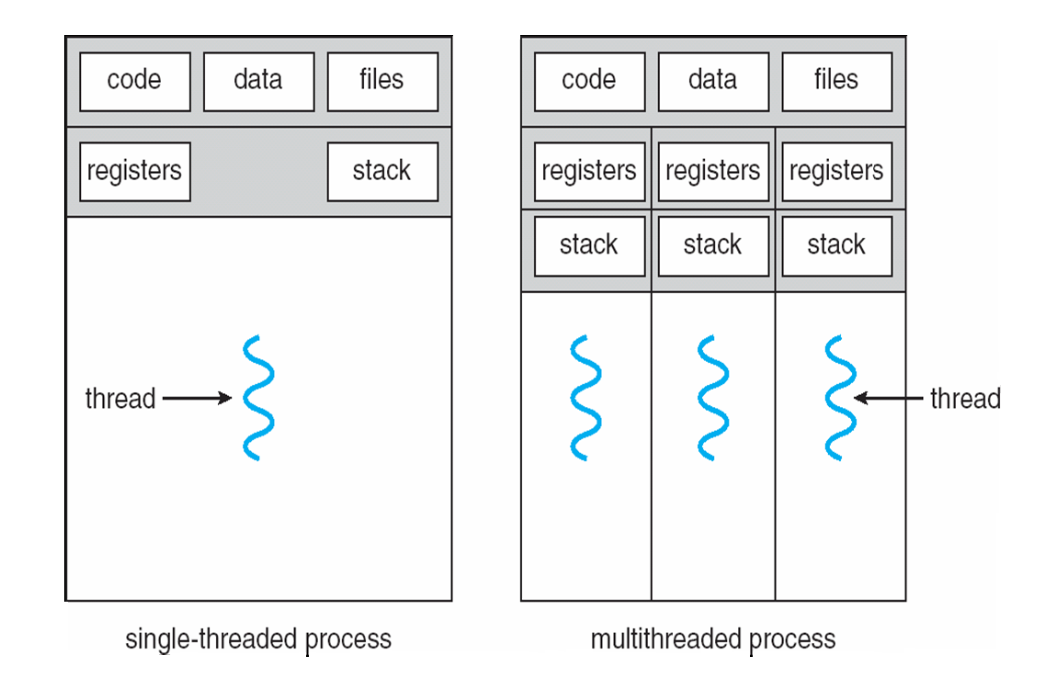 code data files
registers stack
thread
single-threaded process
code data files
registers registers registers
stack stack stack
thread
multithreaded process